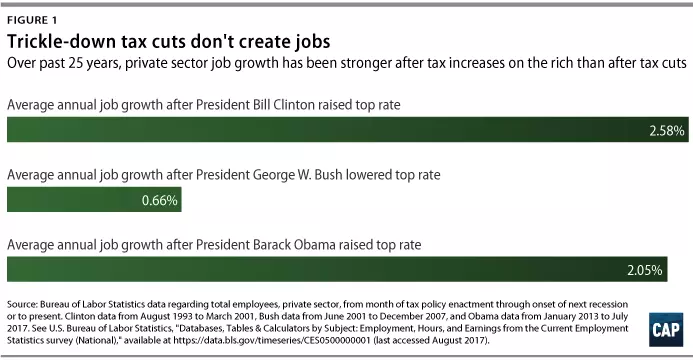 FIGURE 1
Trickle-down tax cuts don't create jobs
Over past 25 years, private sector job growth has been stronger after tax increases on the rich than after tax cuts
Average annual job growth after President Bill Clinton raised top rate
2.58%
Average annual job growth after President George W. Bush lowered top rate
0.66%
Average annual job growth after President Barack Obama raised top rate
2.05%
Source: Bureau of Labor Statistics data regarding total employees, private sector, from month of tax policy enactment through onset of next recession
or to present. Clinton data from August 1993 to March 2001, Bush data from June 2001 to December 2007, and Obama data from January 2013 to July
2017. See U.S. Bureau of Labor Statistics, "Databases, Tables & Calculators by Subject: Employment, Hours, and Earnings from the Current Employment
Statistics survey (National)," available at https://data.bls.gov/timeseries/CES0500000001 (last accessed August 2017).
CAP